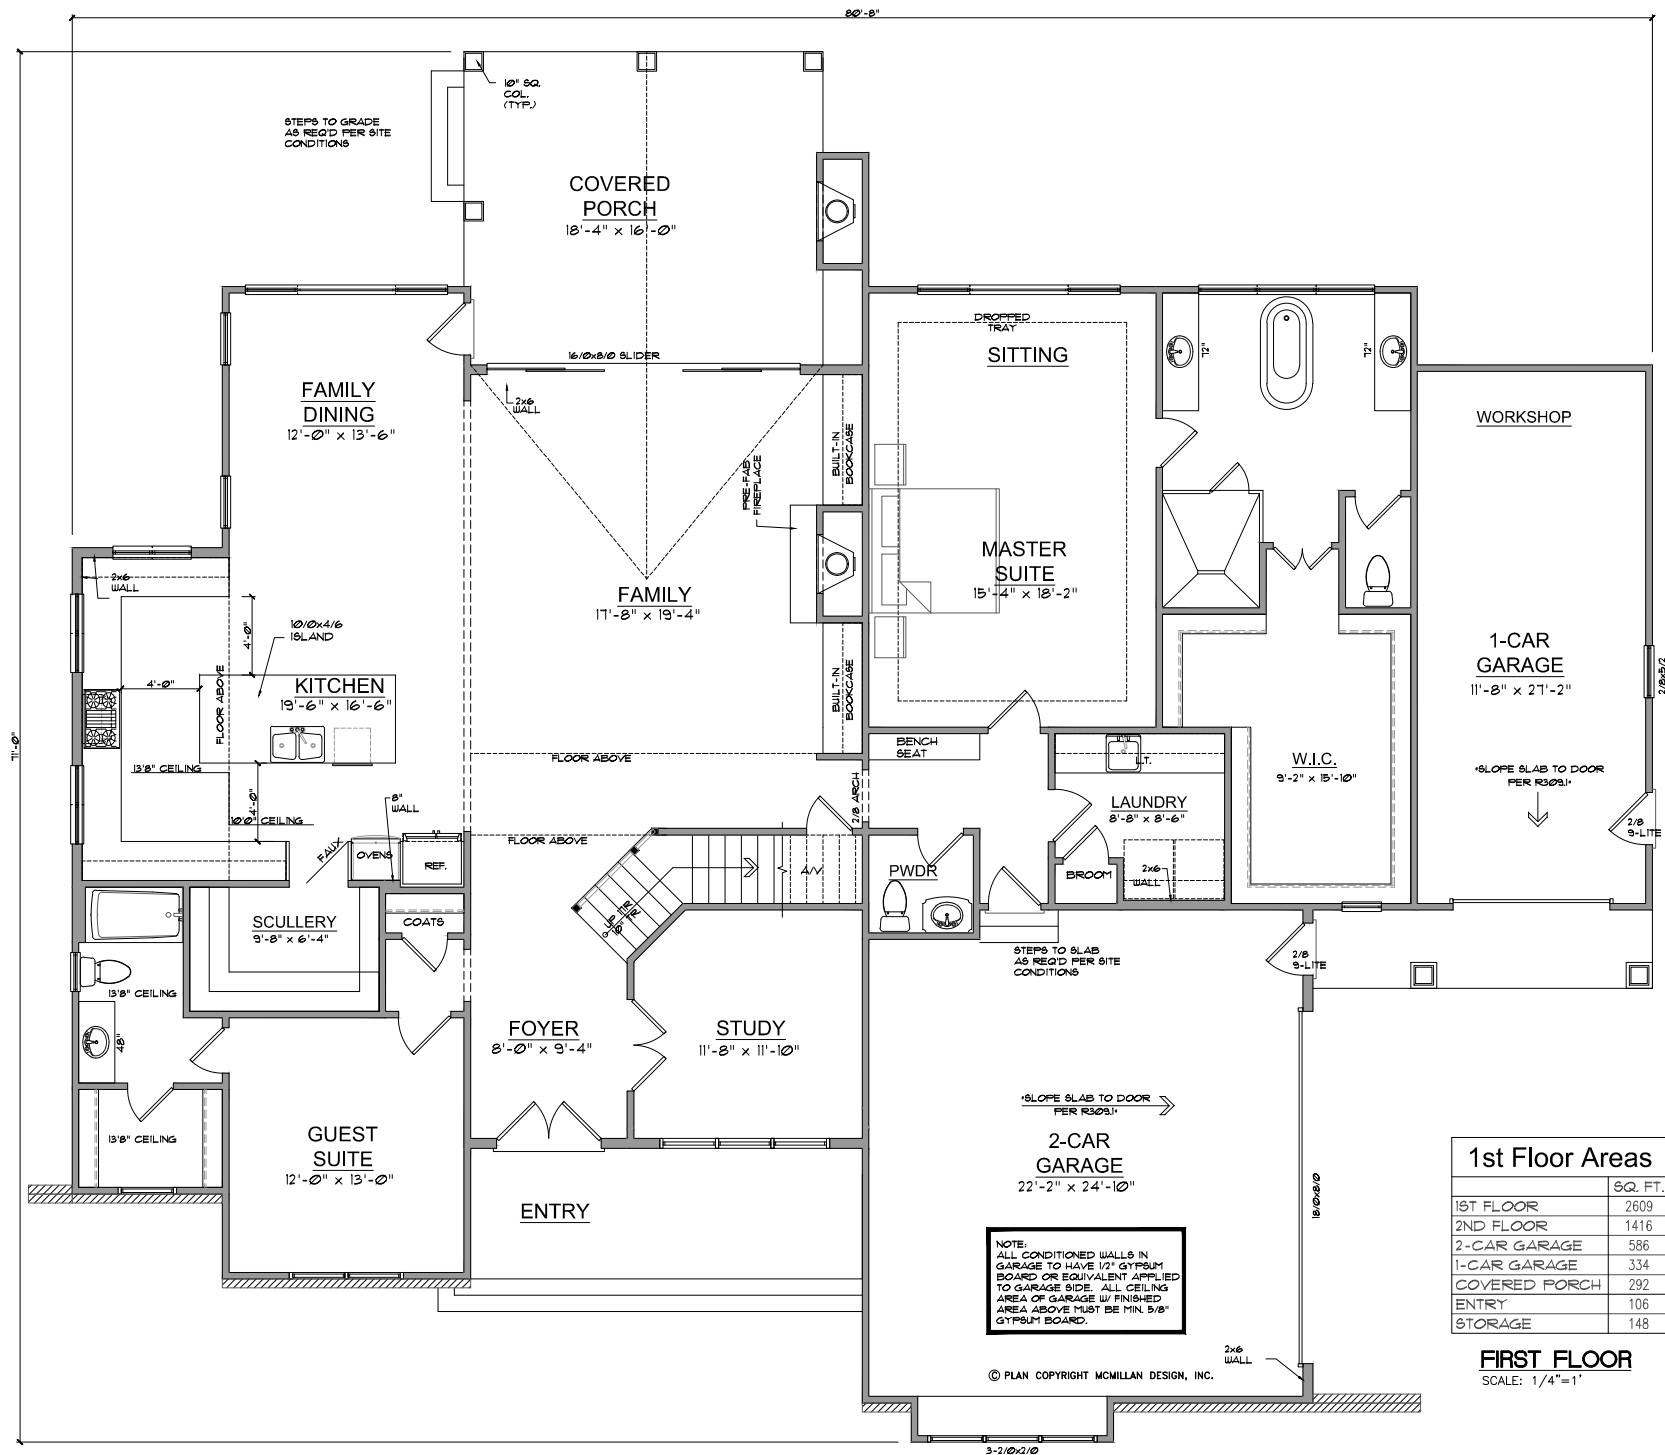 80'-8"
10" SQ.
COL.
(TYP.)
STEPS TO GRADE
AS REQ'D PER SITE
CONDITIONS
COVERED
PORCH
18'-4" x 16'-0"
DROPPED
TRAY
SITTING
72"
72"
16/0x8/0 SLIDER
2x6
WALL
FAMILY
DINING
12'-0" x 13'-6"
WORKSHOP
BUILT-IN
BOOKCASE
PRE-FAB
FIREPLACE
MASTER
SUITE
15'-4" x 18'-2"
2x6
WALL
FAMILY
17'-8" x 19'-4"
10/0x4/6
ISLAND
4'-0"
4'-0"
FLOOR ABOVE
KITCHEN
19'-6" x 16'-6"
1-CAR
GARAGE
11'-8" x 27'-2"
2/8x5/2
BUILT-IN
BOOKCASE
71'-0"
BENCH
SEAT
L.T.
FLOOR ABOVE
W.I.C.
9'-2" x 15'-10"
*SLOPE SLAB TO DOOR
PER R309.1*
13'8" CEILING
4'-0"
8"
WALL
2/8 ARCH
LAUNDRY
8'-8" x 8'-6"
10'0" CEILING
2/8
9-LITE
FLOOR ABOVE
FAUX
OVENS
REF.
A/V
PWDR
BROOM
2x6
WALL
SCULLERY
9'-8" x 6'-4"
COATS
UP 17R
10" TR
STEPS TO SLAB
AS REQ'D PER SITE
CONDITIONS
2/8
9-LITE
13'8" CEILING
48"
FOYER
8'-0" x 9'-4"
STUDY
11'-8" x 11'-10"
*SLOPE SLAB TO DOOR
PER R309.1*
13'8" CEILING
GUEST
SUITE
12'-0" x 13'-0"
2-CAR
GARAGE
22'-2" x 24'-10"
18/0x8/0
ENTRY
NOTE:
ALL CONDITIONED WALLS IN
GARAGE TO HAVE 1/2" GYPSUM
BOARD OR EQUIVALENT APPLIED
TO GARAGE SIDE. ALL CEILING
AREA OF GARAGE W/ FINISHED
AREA ABOVE MUST BE MIN. 5/8"
GYPSUM BOARD.
1st Floor Areas
SQ. FT.
1ST FLOOR 2609
2ND FLOOR 1416
2-CAR GARAGE 586
1-CAR GARAGE 334
COVERED PORCH 292
ENTRY 106
STORAGE 148
2x6
WALL
© PLAN COPYRIGHT MCMILLAN DESIGN, INC.
FIRST FLOOR
SCALE: 1/4"=1'
3-2/0x2/0